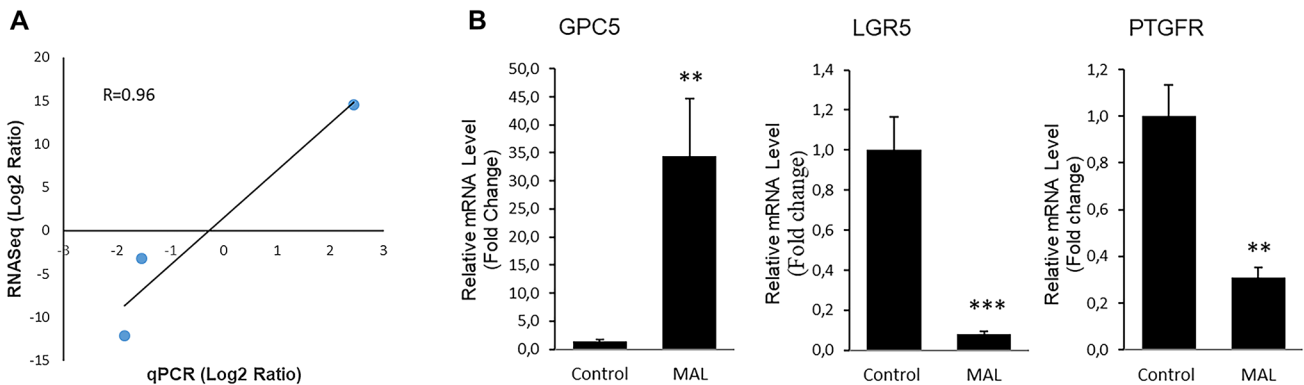 A
20
15
10
5
0
-5
-10
-15
R=0.96
-3 -2 -1 0 1 2 3
RNASeq (Log2 Ratio)
qPCR (Log2 Ratio)
B
GPC5
Relative mRNA Level
(Fold Change)
50,0
45,0
40,0
35,0
30,0
25,0
20,0
15,0
10,0
5,0
0,0
**
Control MAL
LGR5
Relative mRNA Level
(Fold change)
1,4
1,2
1,0
0,8
0,6
0,4
0,2
0,0
***
Control MAL
PTGFR
Relative mRNA Level
(Fold change)
1,2
1,0
0,8
0,6
0,4
0,2
0,0
**
Control MAL